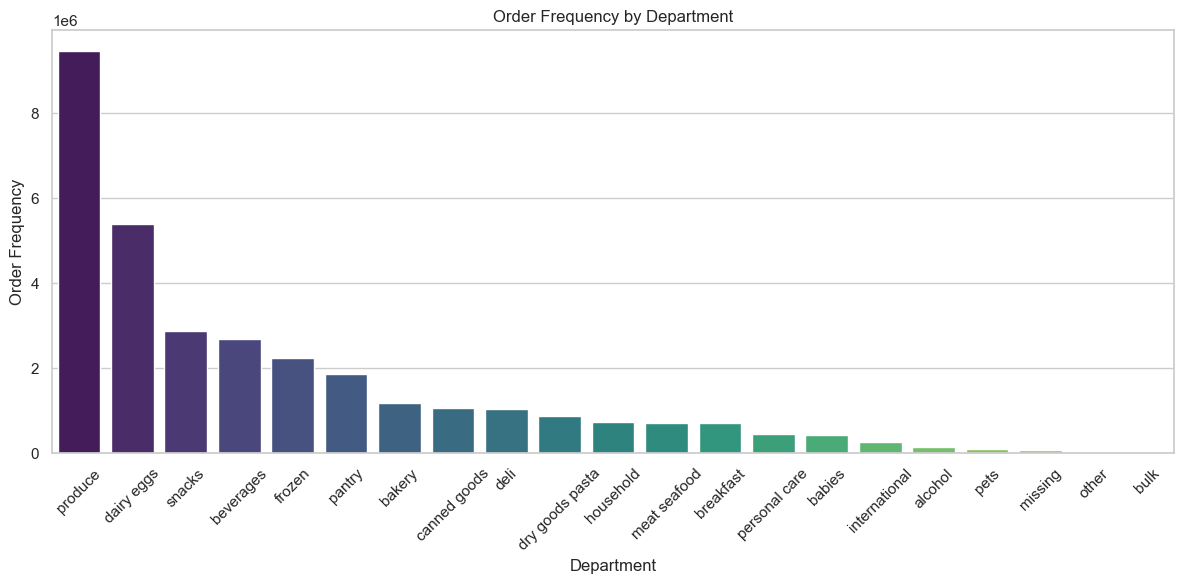 Order Frequency by Department
1e6
8
6
4
2
0
Order Frequency
produce
dairy eggs
snacks
beverages
frozen
pantry
bakery
canned goods
deli
dry goods pasta
household
meat seafood
breakfast
personal care
babies
international
alcohol
pets
missing
other
bulk
Department